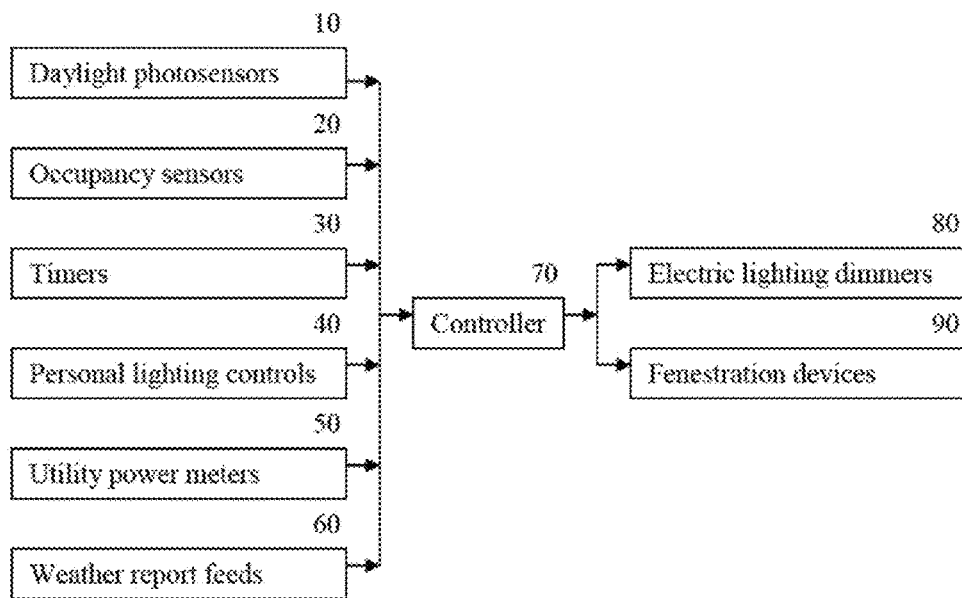 10
Daylight photosensors
20
Occupancy sensors
30
Timers
40
Personal lighting controls
50
Utility power meters
60
Weather report feeds
70
Controller
80
Electric lighting dimmers
90
Fenestration devices